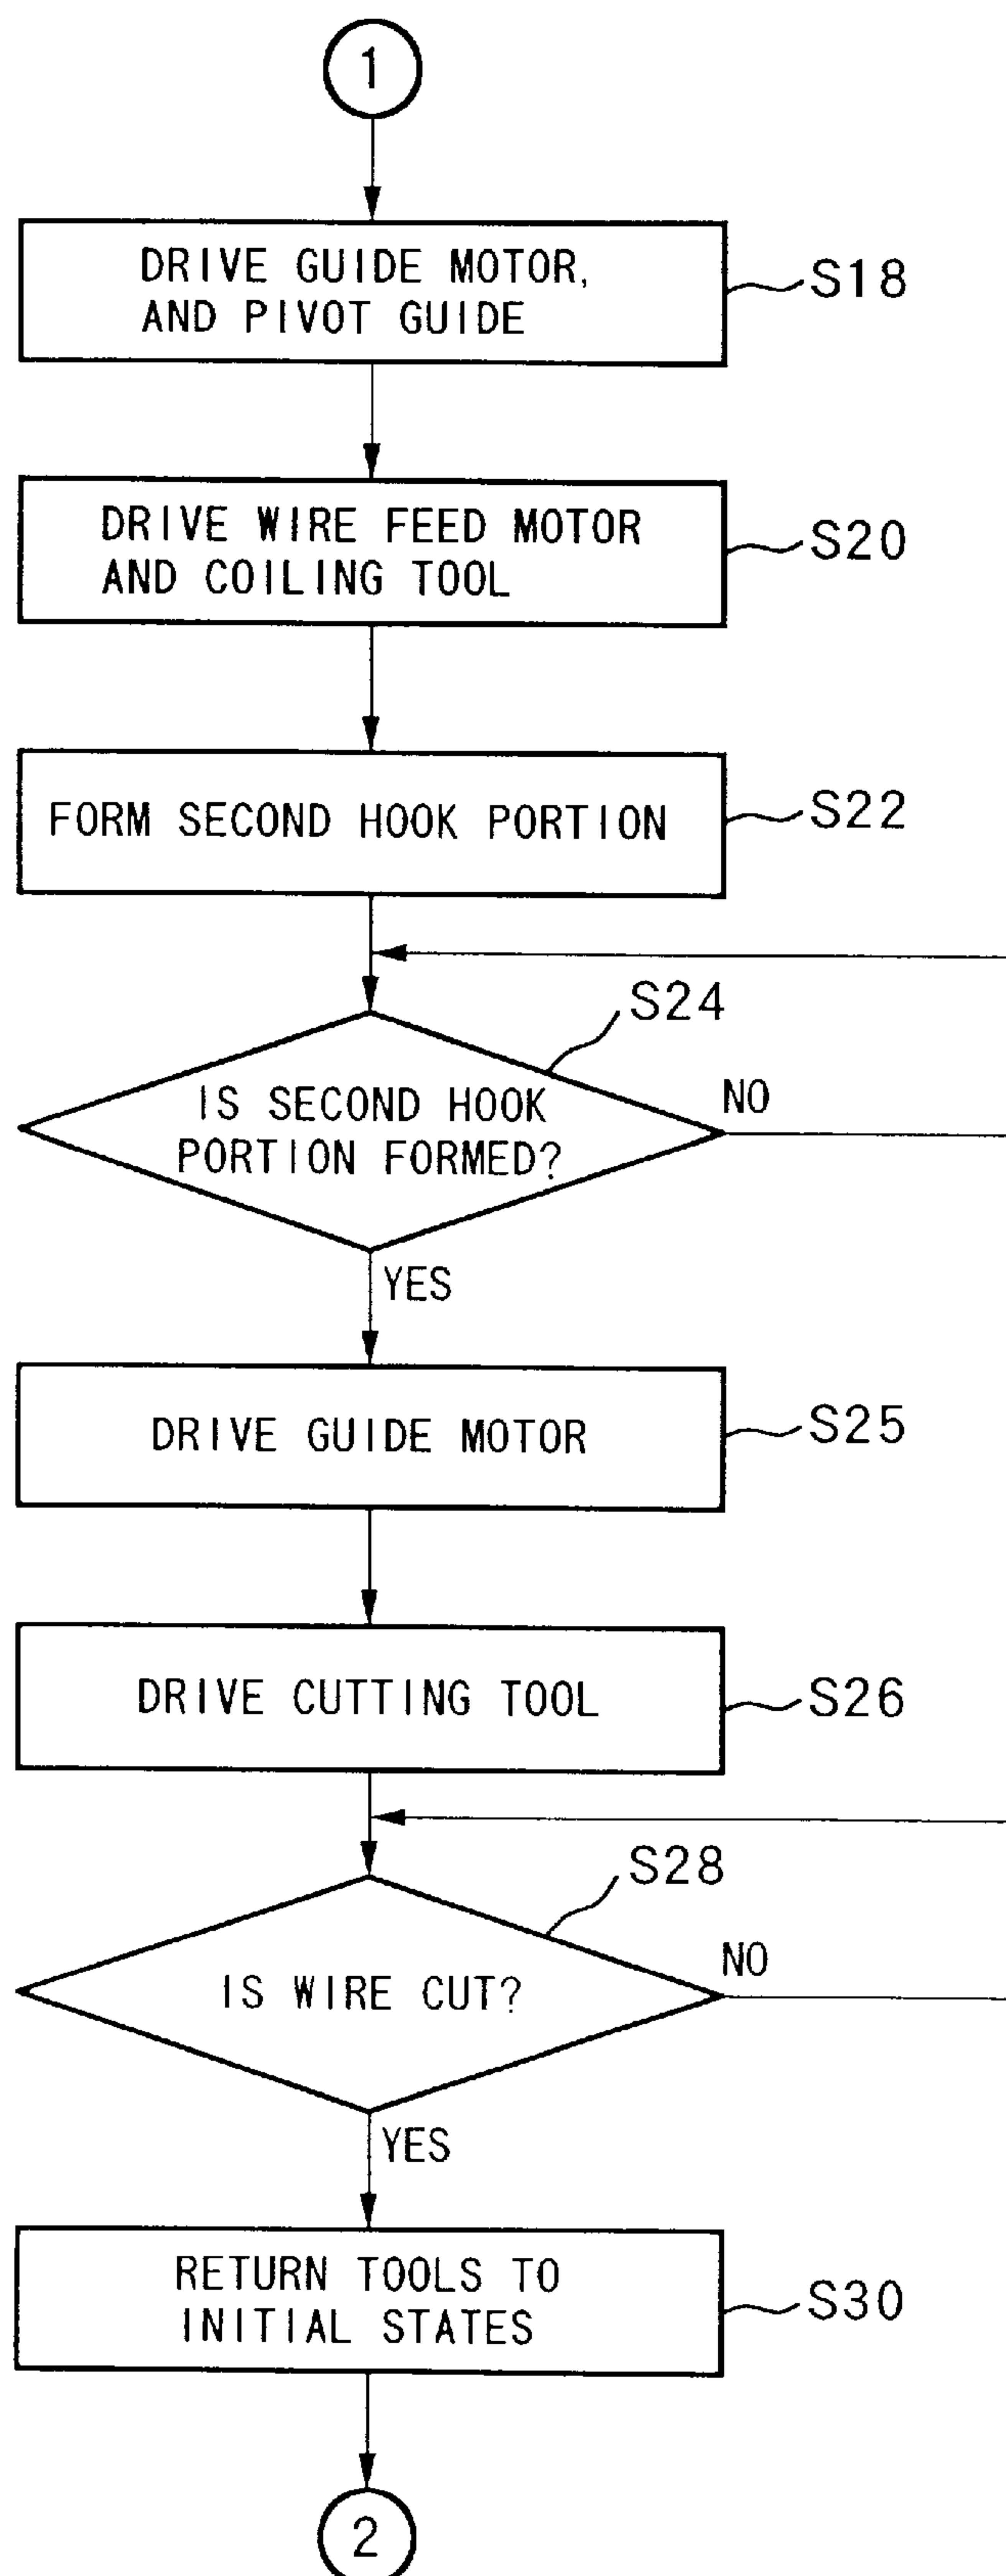 1
DRIVE GUIDE MOTOR,
AND PIVOT GUIDE
S18
DRIVE WIRE FEED MOTOR
AND COILING TOOL
S20
FORM SECOND HOOK PORTION
S22
S24
IS SECOND HOOK
PORTION FORMED?
NO
YES
DRIVE GUIDE MOTOR
S25
DRIVE CUTTING TOOL
S26
S28
IS WIRE CUT?
NO
YES
RETURN TOOLS TO
INITIAL STATES
S30
2